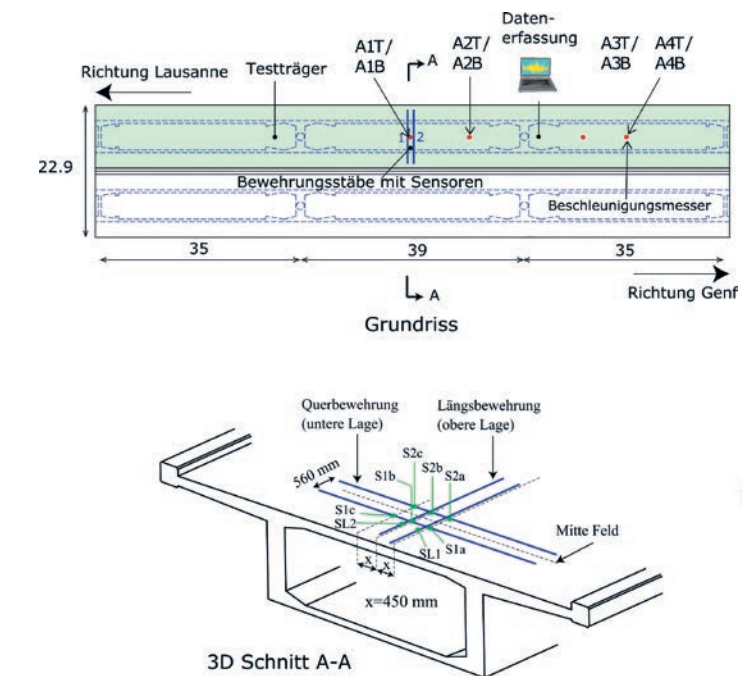 Daten-
erfassung
A1T/
A1B
A
A2T/
A2B
A3T/
A3B
A4T/
A4B
Richtung Lausanne
Testträger
1
2
22.9
Bewehrungsstäbe mit Sensoren
Beschleunigungsmesser
35
39
35
A
Richtung Genf
Grundriss
Querbewehrung
(untere Lage)
Längsbewehrung
(obere Lage)
560 mm
S2c
S1b
S2b
S2a
S1c
SL2
SL1
S1a
Mitte Feld
x
x
x=450 mm
3D Schnitt A-A